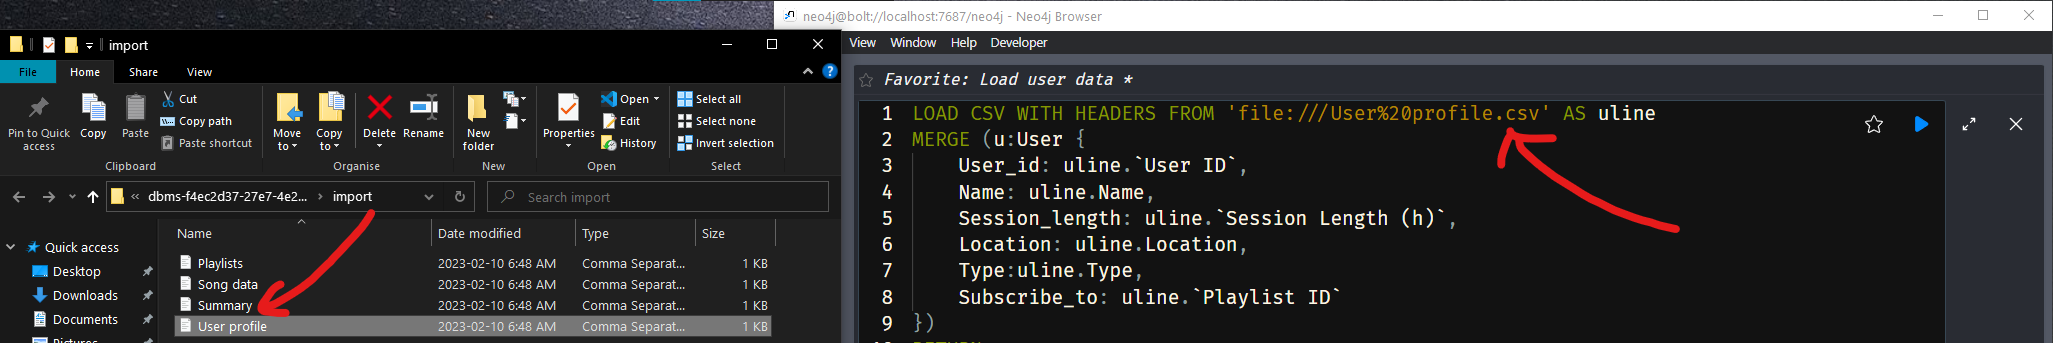 neo4j@bolt://localhost:7687/neo4j - Neo4j Browser
import
View Window Help Developer
File Home Share View
Favorite: Load user data *
Pin to Quick access
Copy
Paste
Cut
Copy path
Paste shortcut
Clipboard
Move to
Copy to
Delete
Rename
Organise
New folder
New
Properties
Open
Edit
History
Open
Select all
Select none
Invert selection
Select
dbms-f4ec2d37-27e7-4e2... import
Search import
Name Date modified Type Size
Quick access
Desktop
Downloads
Documents
Pictures
Playlists 2023-02-10 6:48 AM Comma Separat... 1 KB
Song data 2023-02-10 6:48 AM Comma Separat... 1 KB
Summary 2023-02-10 6:48 AM Comma Separat... 1 KB
User profile 2023-02-10 6:48 AM Comma Separat... 1 KB
1 LOAD CSV WITH HEADERS FROM 'file:///User%20profile.csv' AS uline
2 MERGE (u:User {
3 User_id: uline.`User ID`,
4 Name: uline.Name,
5 Session_length: uline.`Session Length (h)`,
6 Location: uline.Location,
7 Type:uline.Type,
8 Subscribe_to: uline.`Playlist ID`
9 })